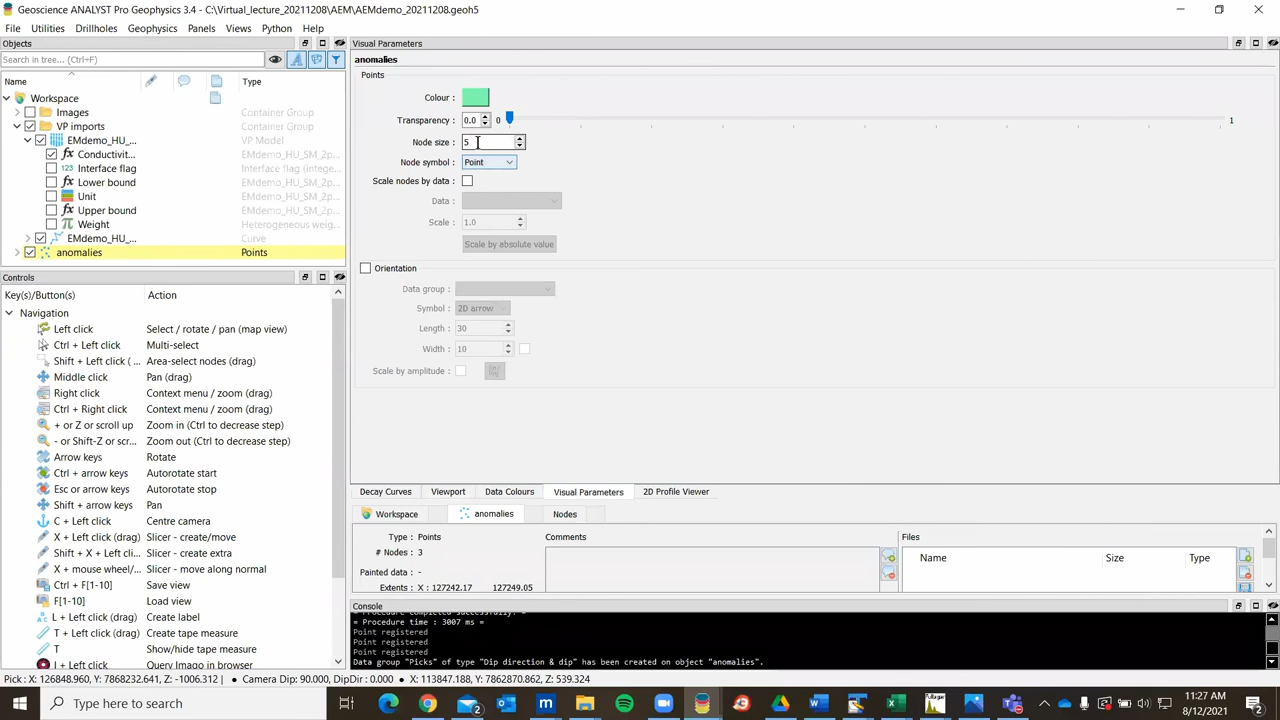 Geoscience ANALYST Pro Geophysics 3.4 - C:\Virtual_lecture_20211208\AEM\AEMdemo_20211208.geoh5
File Utilities Drillholes Geophysics Panels Views Python Help
Objects
Visual Parameters
Search in tree... (Ctrl+F)
anomalies
Name Type
Points
Workspace
Colour :
Images Container Group
Transparency : 0.0 0 1
VP imports Container Group
EMdemo_HU_... VP Model
Node size : 5
Conductivit... EMdemo_HU_SM_2p...
Node symbol : Point
Interface flag Interface flag (intege...
Scale nodes by data :
Lower bound EMdemo_HU_SM_2p...
Unit EMdemo_HU_SM_2p...
Data :
Upper bound EMdemo_HU_SM_2p...
Weight Heterogeneous weig...
Scale : 1.0
EMdemo_HU_... Curve
Scale by absolute value
anomalies Points
Orientation
Controls
Data group :
Key(s)/Button(s) Action
Symbol : 2D arrow
Navigation
Length : 30
Left click Select / rotate / pan (map view)
Width : 10
Ctrl + Left click Multi-select
Shift + Left click ( ... Area-select nodes (drag)
Scale by amplitude :
Middle click Pan (drag)
Right click Context menu / zoom (drag)
Ctrl + Right click Context menu / zoom (drag)
+ or Z or scroll up Zoom in (Ctrl to decrease step)
- or Shift-Z or scr... Zoom out (Ctrl to decrease step)
Arrow keys Rotate
Ctrl + arrow keys Autorotate start
Esc or arrow keys Autorotate stop
Decay Curves Viewport Data Colours Visual Parameters 2D Profile Viewer
Shift + arrow keys Pan
Workspace anomalies Nodes
C + Left click Centre camera
X + Left click (drag) Slicer - create/move
Type : Points Comments Files
Shift + X + Left cli... Slicer - create extra
# Nodes : 3 Name Size Type
X + mouse wheel/... Slicer - move along normal
Painted data : -
Ctrl + F[1-10] Save view
Extents : X : 127242.17 127249.05
F[1-10] Load view
Console
L + Left click (drag) Create label
= Procedure completed successfully! =
= Procedure time : 3007 ms =
T + Left click (drag) Create tape measure
Point registered
T + Left click Create tape measure
Point registered
Point registered
I + Left click Query Imago in browser
Data group "Picks" of type "Dip direction & dip" has been created on object "anomalies".
Pick : X: 126848.960 Y: 7868232.641, Z: -1006.312 ● Camera Dip: 90.000, DipDir : 0.000 ● X: 113847.188 Y: 7862870.862, Z: 539.324
Type here to search
11:27 AM
8/12/2021
2